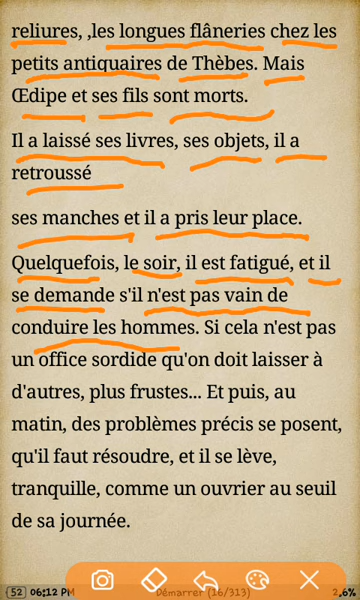 reliures, ,les longues flâneries chez les
petits antiquaires de Thèbes. Mais
Œdipe et ses fils sont morts.
Il a laissé ses livres, ses objets, il a
retroussé
ses manches et il a pris leur place.
Quelquefois, le soir, il est fatigué, et il
se demande s'il n'est pas vain de
conduire les hommes. Si cela n'est pas
un office sordide qu'on doit laisser à
d'autres, plus frustes... Et puis, au
matin, des problèmes précis se posent,
qu'il faut résoudre, et il se lève,
tranquille, comme un ouvrier au seuil
de sa journée.
52 06:12 PM Démarrer (16/313) 2,6%